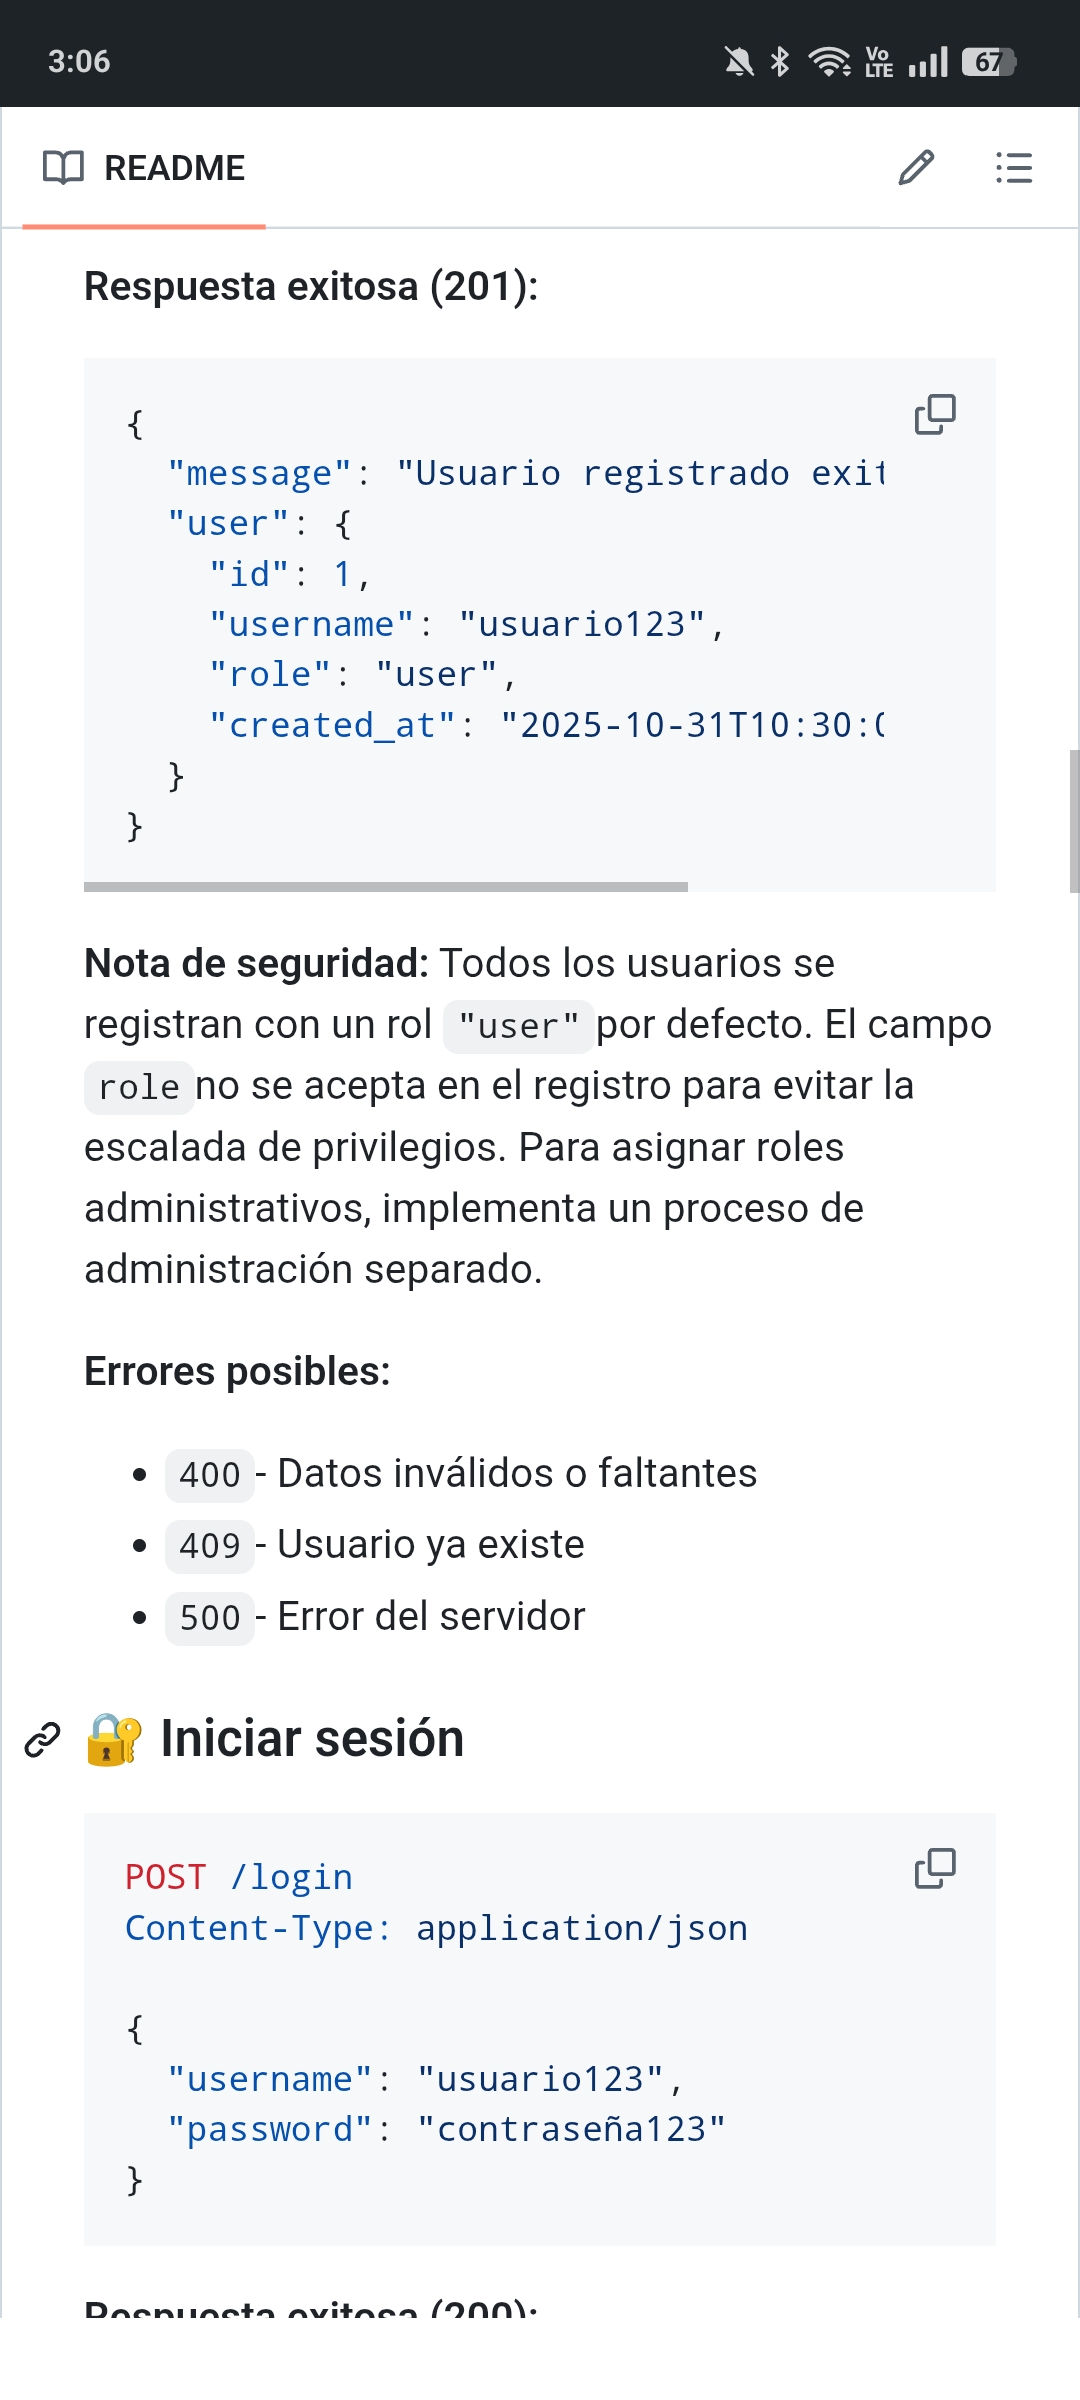 3:06
Vo
LTE
67
README
Respuesta exitosa (201):
{
"message": "Usuario registrado exit
"user": {
"id": 1,
"username": "usuario123",
"role": "user",
"created_at": "2025-10-31T10:30:0
}
}
Nota de seguridad: Todos los usuarios se
registran con un rol "user" por defecto. El campo
role no se acepta en el registro para evitar la
escalada de privilegios. Para asignar roles
administrativos, implementa un proceso de
administración separado.
Errores posibles:
• 400 - Datos inválidos o faltantes
• 409 - Usuario ya existe
• 500 - Error del servidor
🔐 Iniciar sesión
POST /login
Content-Type: application/json
{
"username": "usuario123",
"password": "contraseña123"
}
Respuesta exitosa (200):